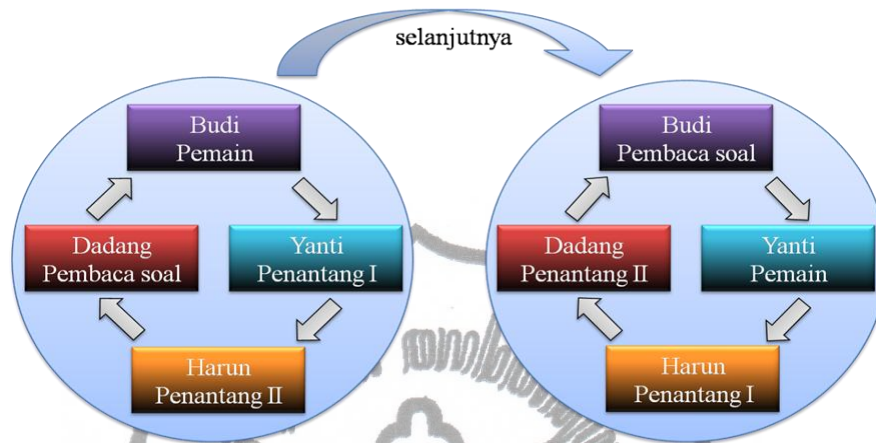 selanjutnya
Budi
Pemain
Dadang
Pembaca soal
Yanti
Penantang I
Harun
Penantang II
Budi
Pembaca soal
Dadang
Penantang II
Yanti
Pemain
Harun
Penantang I